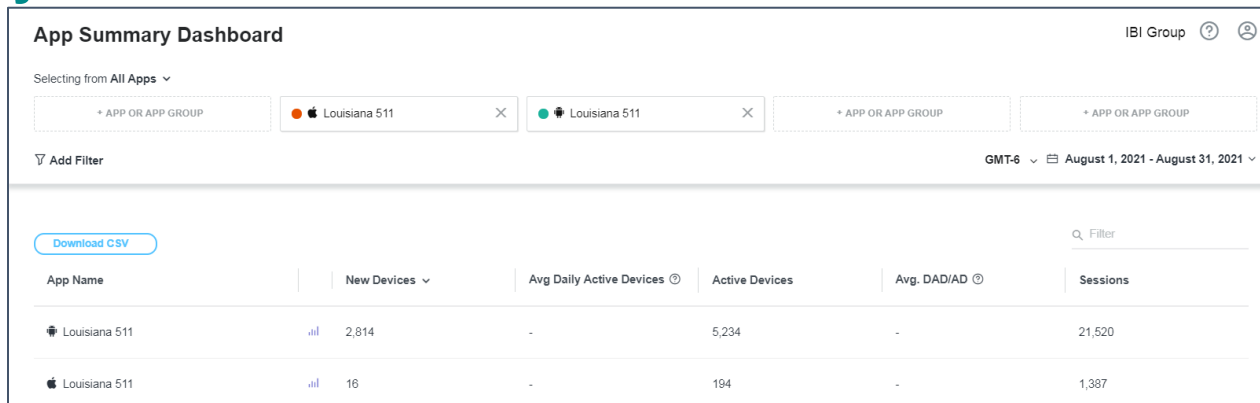 App Summary Dashboard
IBI Group
Selecting from All Apps
+ APP OR APP GROUP
Louisiana 511
Louisiana 511
+ APP OR APP GROUP
+ APP OR APP GROUP
Add Filter
GMT-6
August 1, 2021 - August 31, 2021
Download CSV
Filter
App Name New Devices Avg Daily Active Devices Active Devices Avg. DAD/AD Sessions
Louisiana 511 2,814 - 5,234 - 21,520
Louisiana 511 16 - 194 - 1,387